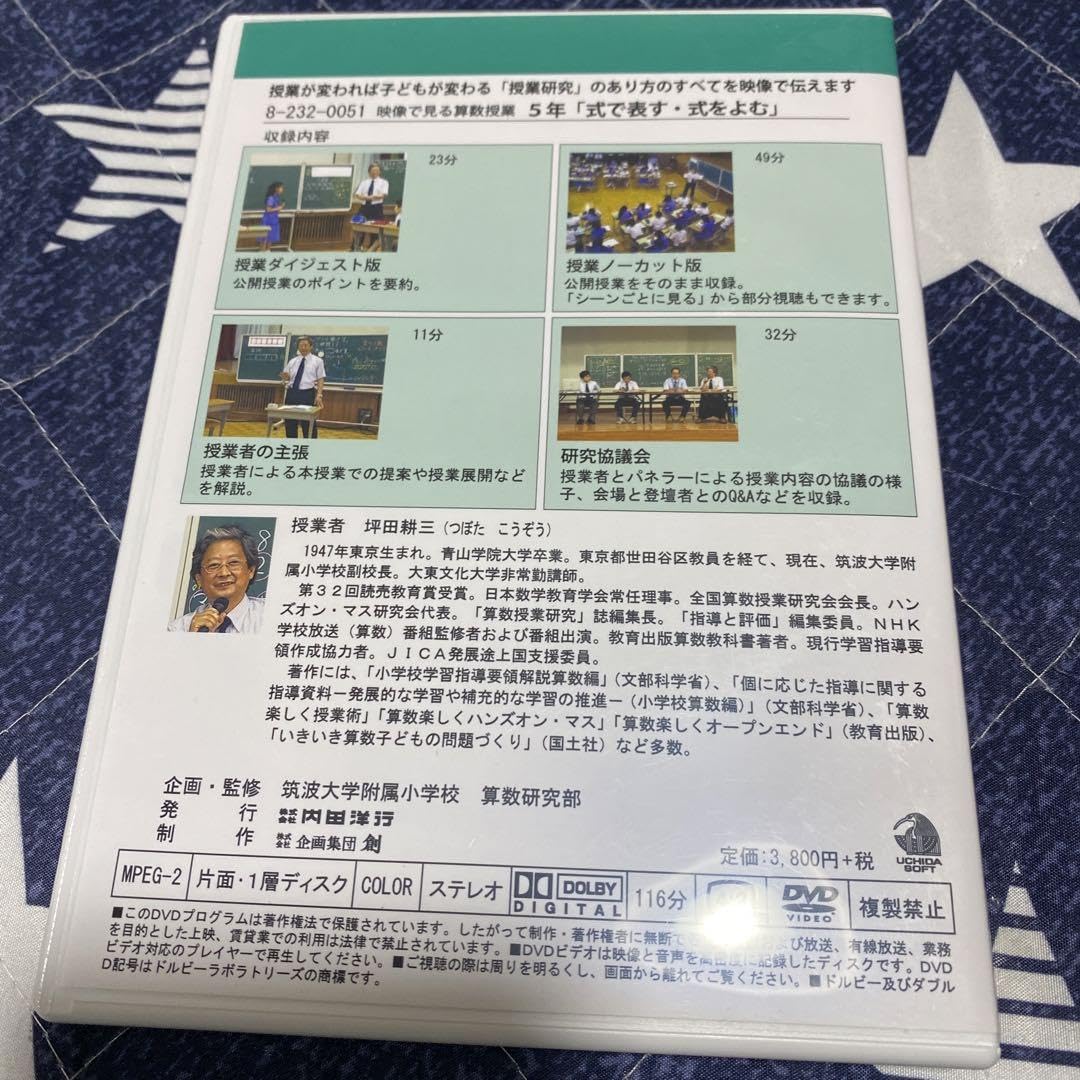 授業が変われば子どもが変わる「授業研究」のあり方のすべてを映像で伝えます
8-232-0051 映像で見る算数授業 5年「式で表す・式をよむ」
収録内容
23分
授業ダイジェスト版
公開授業のポイントを要約。
49分
授業ノーカット版
公開授業をそのまま収録。
「シーンごとに見る」から部分視聴もできます。
11分
授業者の主張
授業者による本授業での提案や授業展開など
を解説。
32分
研究協議会
授業者とパネラーによる授業内容の協議の様
子、会場と登壇者とのQ&Aなどを収録。
授業者 坪田耕三(つぼた こうぞう)
1947年東京生まれ。青山学院大学卒業。東京都世田谷区教員を経て、現在、筑波大学附
属小学校副校長。大東文化大学非常勤講師。
第32回読売教育賞受賞。日本数学教育学会常任理事。全国算数授業研究会会長。ハン
ズオン・マス研究会代表。「算数授業研究」誌編集長。「指導と評価」編集委員。NHK
学校放送(算数)番組監修者および番組出演。教育出版算数教科書著者。現行学習指導要
領作成協力者。JICA発展途上国支援委員。
著作には、「小学校学習指導要領解説算数編」(文部科学省)、「個に応じた指導に関する
指導資料ー発展的な学習や補充的な学習の推進ー(小学校算数編)」(文部科学省)、「算数
楽しく授業術」「算数楽しくハンズオン・マス」「算数楽しくオープンエンド」(教育出版)、
「いきいき算数子どもの問題づくり」(国土社)など多数。
企画・監修 筑波大学附属小学校 算数研究部
発行 株式会社 内田洋行
制作 株式会社 企画集団 創
定価:3,800円+税
UCHIDA
SOFT
MPEG-2 片面・1層ディスク COLOR ステレオ DOLBY DIGITAL 116分 DVD VIDEO 複製禁止
■このDVDプログラムは著作権法で保護されています。したがって制作・著作権者に無断で および放送、有線放送、業務
を目的とした上映、賃貸業での利用は法律で禁止されています。■DVDビデオは映像と音声を高密度に記録したディスクです。DVD
ビデオ対応のプレイヤーで再生してください。■ご視聴の際は周りを明るくし、画面から離れてご覧ください。■ドルビー及びダブル
D記号はドルビーラボラトリーズの商標です。